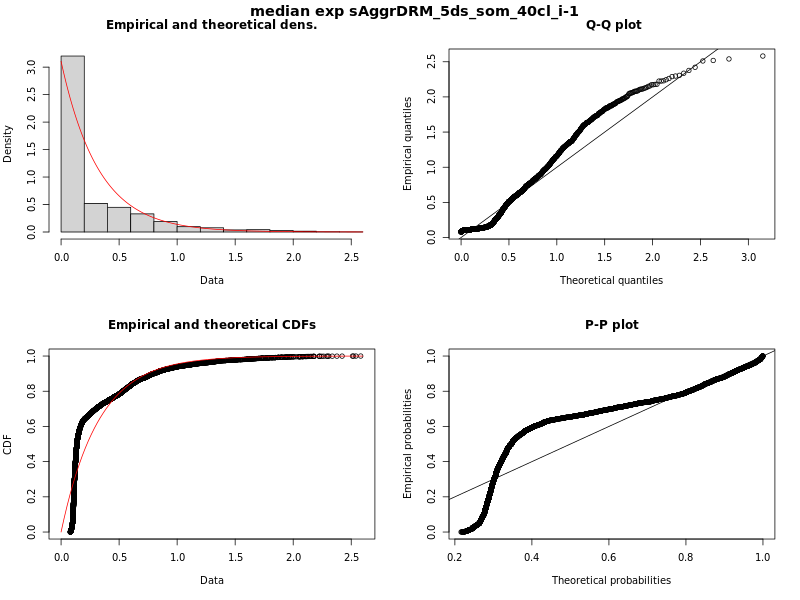 median exp sAggrDRM_5ds_som_40cl_i-1
Empirical and theoretical dens.
Density
0.0 0.5 1.0 1.5 2.0 2.5 3.0
0.0 0.5 1.0 1.5 2.0 2.5
Data
Q-Q plot
Empirical quantiles
0.0 0.5 1.0 1.5 2.0 2.5
0.0 0.5 1.0 1.5 2.0 2.5 3.0
Theoretical quantiles
Empirical and theoretical CDFs
CDF
0.0 0.2 0.4 0.6 0.8 1.0
0.0 0.5 1.0 1.5 2.0 2.5
Data
P-P plot
Empirical probabilities
0.0 0.2 0.4 0.6 0.8 1.0
0.2 0.4 0.6 0.8 1.0
Theoretical probabilities